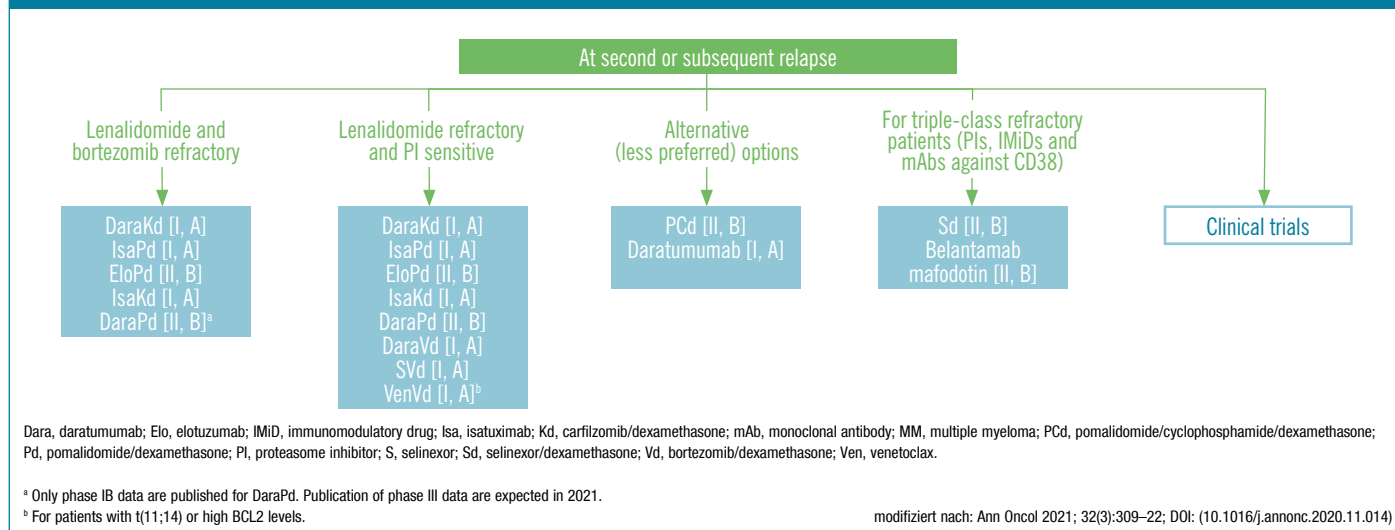 At second or subsequent relapse
Lenalidomide and
bortezomib refractory
DaraKd [I, A]
IsaPd [I, A]
EloPd [II, B]
IsaKd [I, A]
DaraPd [II, B]ᵃ
Lenalidomide refractory
and PI sensitive
DaraKd [I, A]
IsaPd [I, A]
EloPd [II, B]
IsaKd [I, A]
DaraPd [II, B]
DaraVd [I, A]
SVd [I, A]
VenVd [I, A]ᵇ
Alternative
(less preferred) options
PCd [II, B]
Daratumumab [I, A]
For triple-class refractory
patients (PIs, IMiDs and
mAbs against CD38)
Sd [II, B]
Belantamab
mafodotin [II, B]
Clinical trials
Dara, daratumumab; Elo, elotuzumab; IMiD, immunomodulatory drug; Isa, isatuximab; Kd, carfilzomib/dexamethasone; mAb, monoclonal antibody; MM, multiple myeloma; PCd, pomalidomide/cyclophosphamide/dexamethasone;
Pd, pomalidomide/dexamethasone; PI, proteasome inhibitor; S, selinexor; Sd, selinexor/dexamethasone; Vd, bortezomib/dexamethasone; Ven, venetoclax.
ᵃ Only phase IB data are published for DaraPd. Publication of phase III data are expected in 2021.
ᵇ For patients with t(11;14) or high BCL2 levels.
modifiziert nach: Ann Oncol 2021; 32(3):309–22; DOI: (10.1016/j.annonc.2020.11.014)